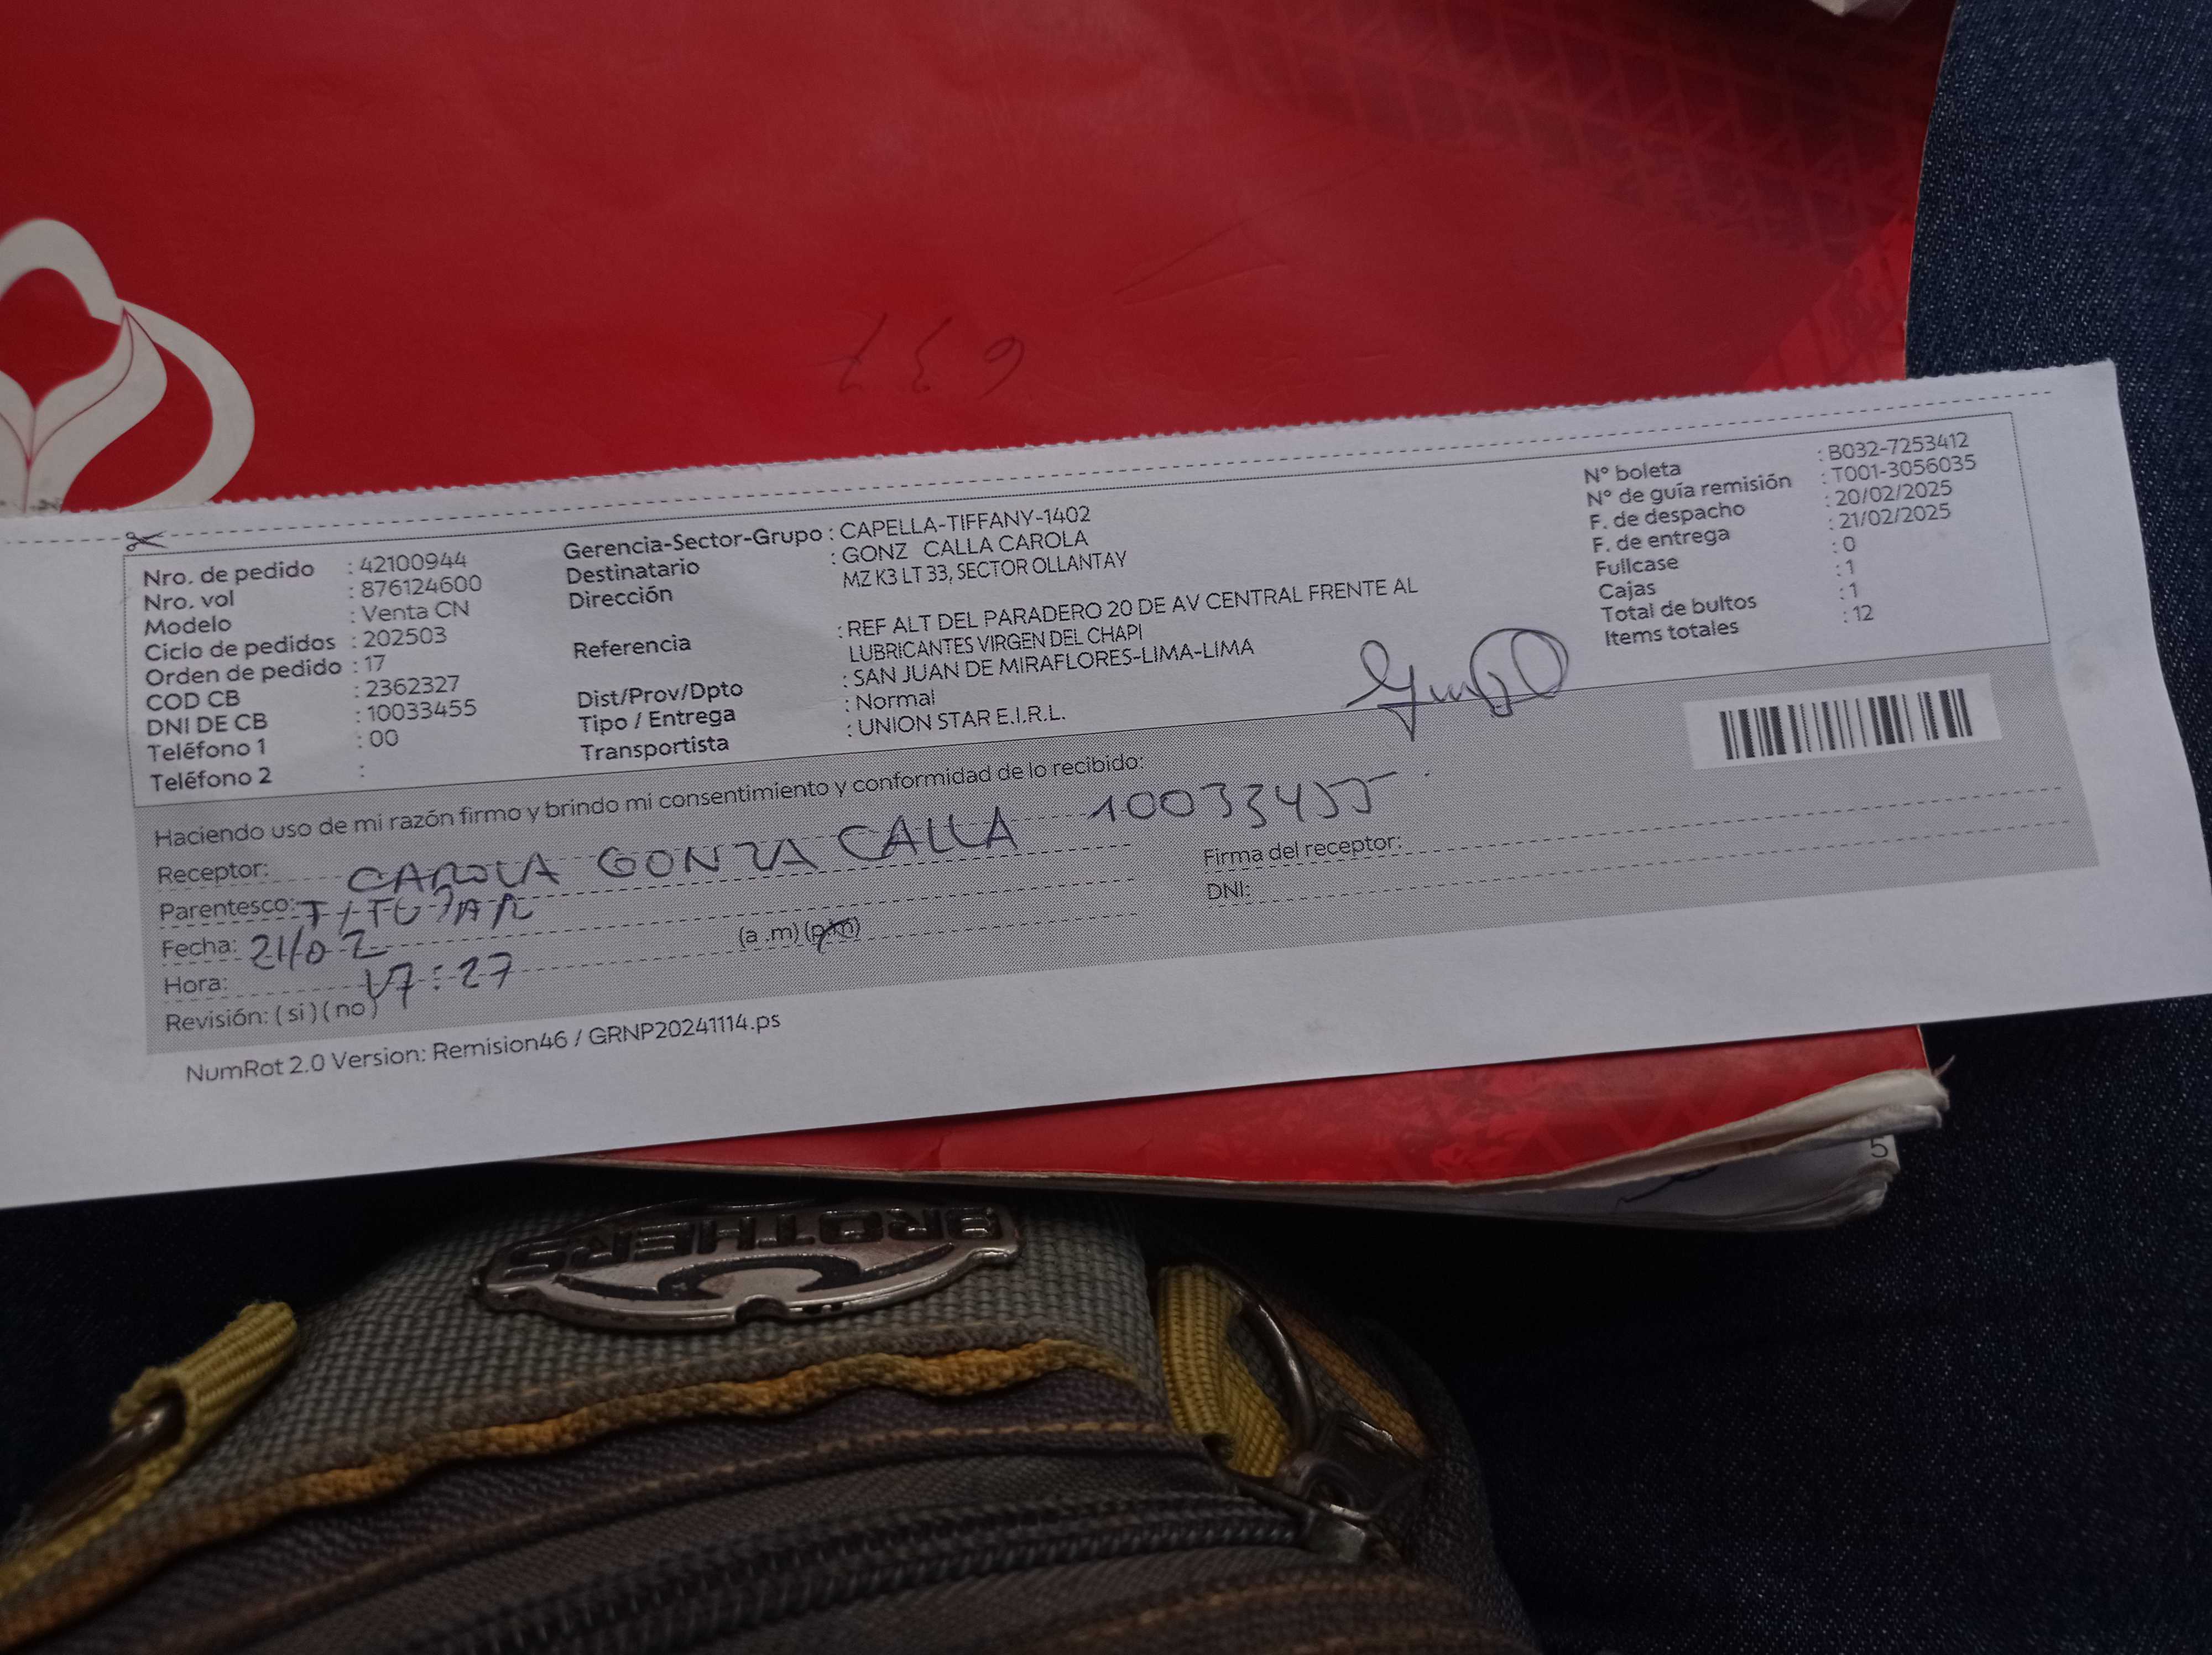 637
Nro. de pedido : 42100944
Nro. vol : 876124600
Modelo : Venta CN
Ciclo de pedidos : 202503
Orden de pedido : 17
COD CB : 2362327
DNI DE CB : 10033455
Teléfono 1 : 00
Teléfono 2 :
Gerencia-Sector-Grupo : CAPELLA-TIFFANY-1402
Destinatario : GONZ CALLA CAROLA
Dirección MZ K3 LT 33, SECTOR OLLANTAY
Referencia : REF ALT DEL PARADERO 20 DE AV CENTRAL FRENTE AL
LUBRICANTES VIRGEN DEL CHAPI
Dist/Prov/Dpto : SAN JUAN DE MIRAFLORES-LIMA-LIMA
Tipo / Entrega : Normal
Transportista : UNION STAR E.I.R.L.
N° boleta : B032-7253412
N° de guía remisión : T001-3056035
F. de despacho : 20/02/2025
F. de entrega : 21/02/2025
Fullcase : 0
Cajas : 1
Total de bultos : 1
Items totales : 12
Haciendo uso de mi razón firmo y brindo mi consentimiento y conformidad de lo recibido:
Receptor: CAROLA GONZA CALLA 10033455
Parentesco: TITULAR
Fecha: 21/02
Hora: 17:27 (a .m) (p.m)
Revisión: ( si ) ( no )
Firma del receptor:
DNI:
NumRot 2.0 Version: Remision46 / GRNP20241114.ps
5
BROTHERS